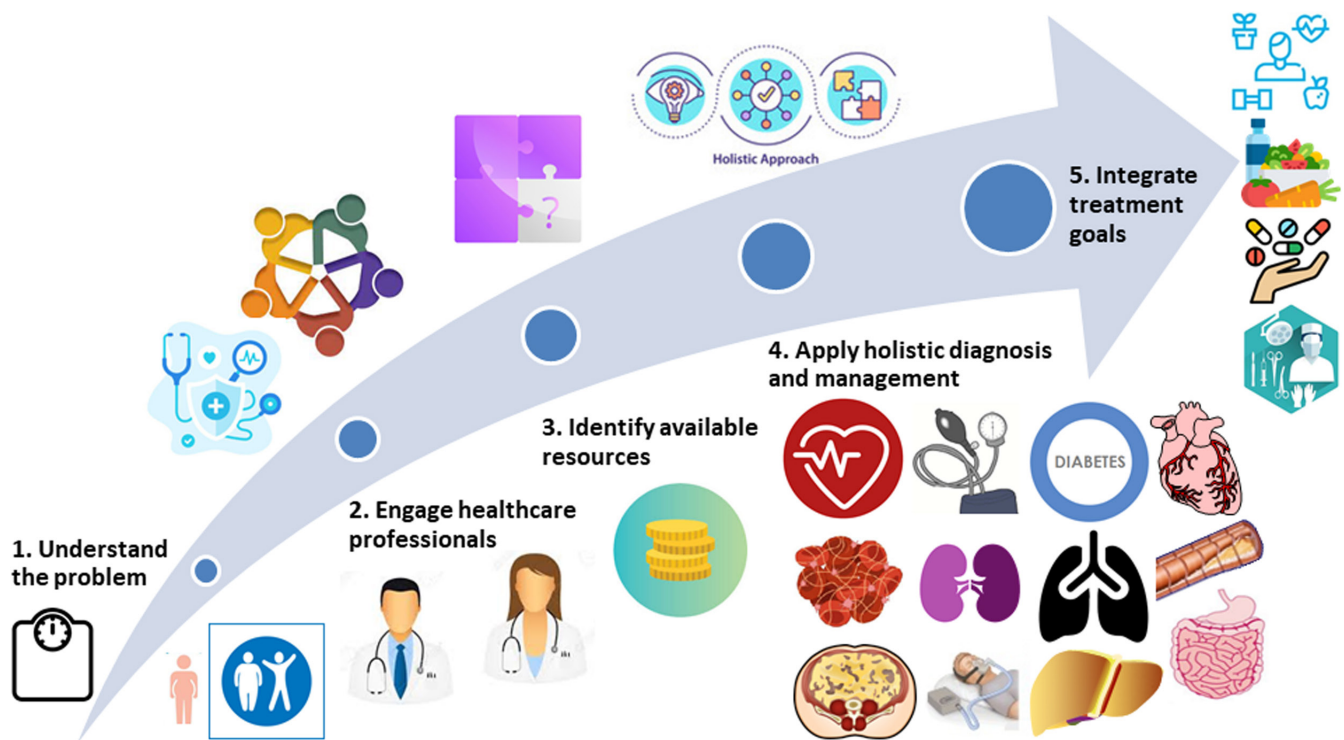 Holistic Approach
5. Integrate
treatment
goals
4. Apply holistic diagnosis
and management
3. Identify available
resources
DIABETES
2. Engage healthcare
professionals
1. Understand
the problem
?